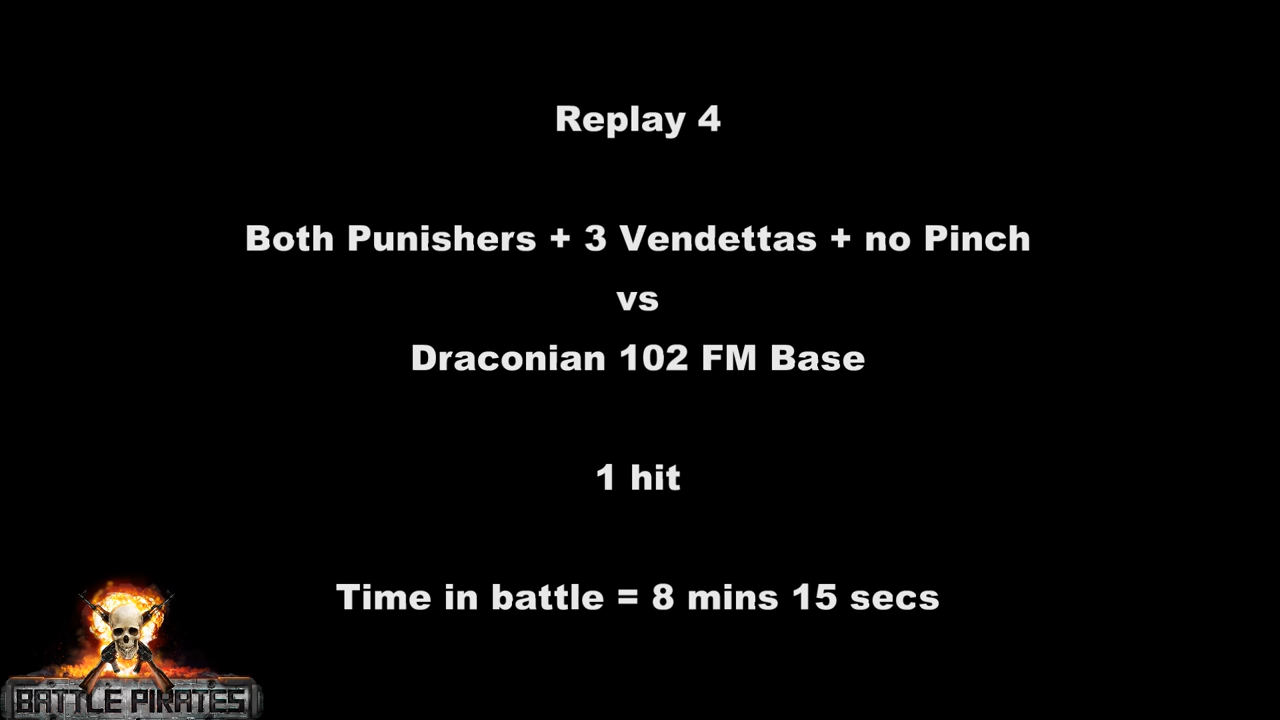 Replay 4
Both Punishers + 3 Vendettas + no Pinch
vs
Draconian 102 FM Base
1 hit
Time in battle = 8 mins 15 secs
BATTLE PIRATES